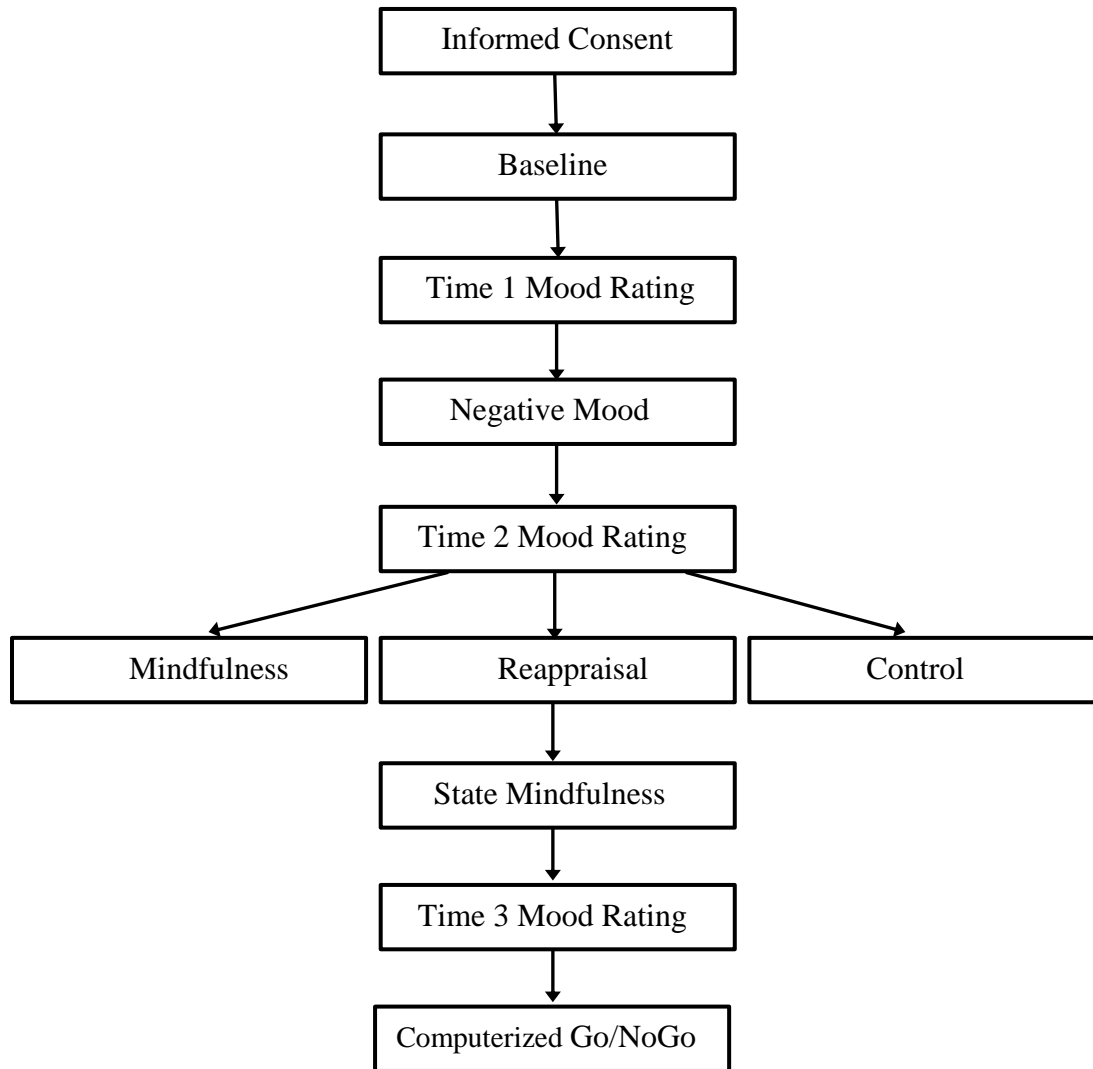 Informed Consent
Baseline
Time 1 Mood Rating
Negative Mood
Time 2 Mood Rating
Mindfulness
Reappraisal
Control
State Mindfulness
Time 3 Mood Rating
Computerized Go/NoGo